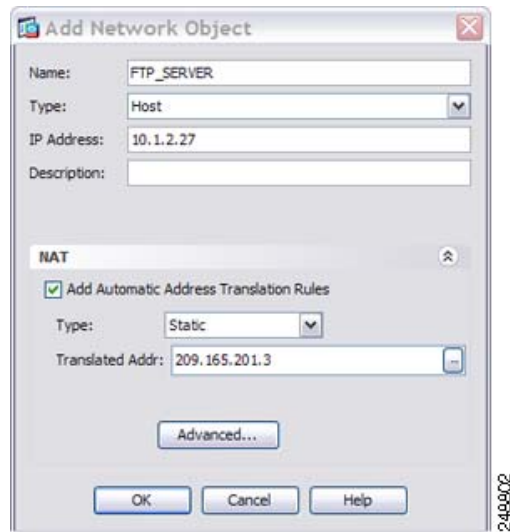 Add Network Object
Name: FTP_SERVER
Type: Host
IP Address: 10.1.2.27
Description:
NAT
Add Automatic Address Translation Rules
Type: Static
Translated Addr: 209.165.201.3 ...
Advanced...
OK Cancel Help
248802